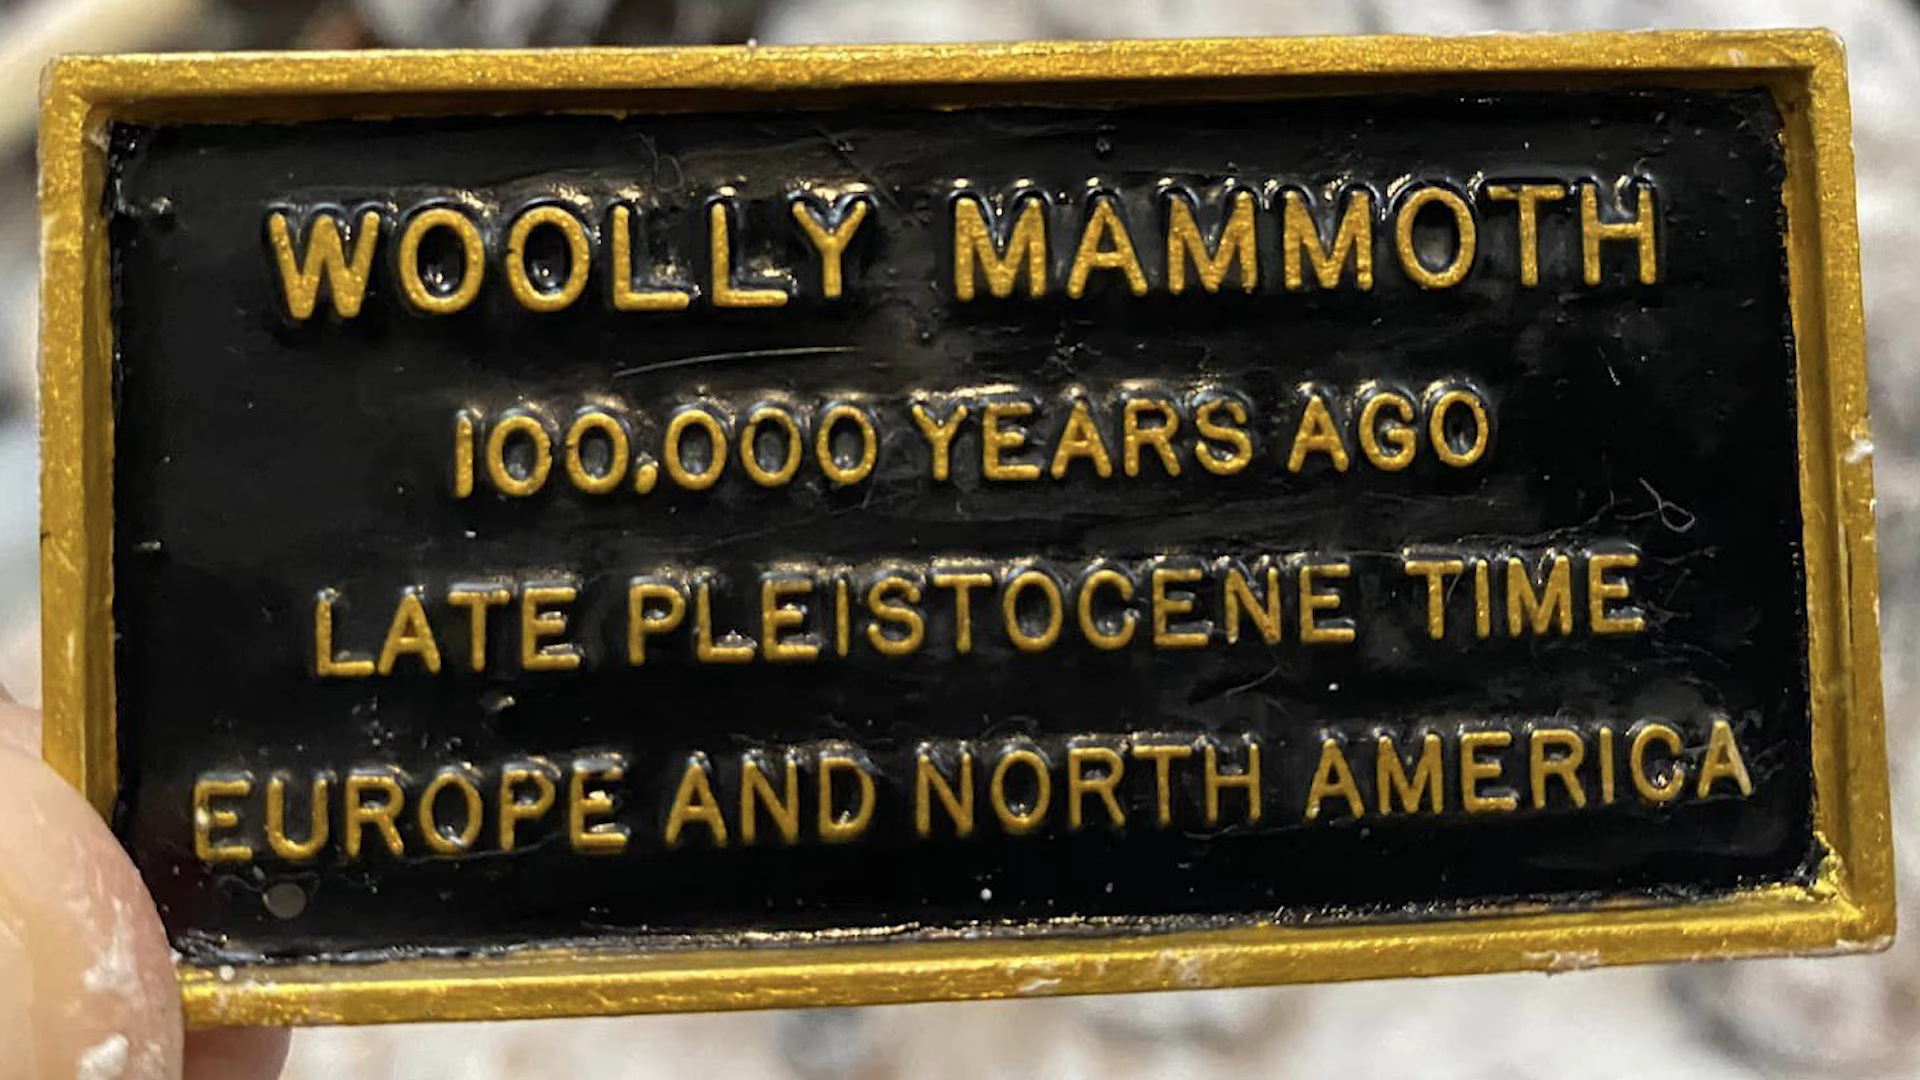 WOOLLY MAMMOTH
100,000 YEARS AGO
LATE PLEISTOCENE TIME
EUROPE AND NORTH AMERICA